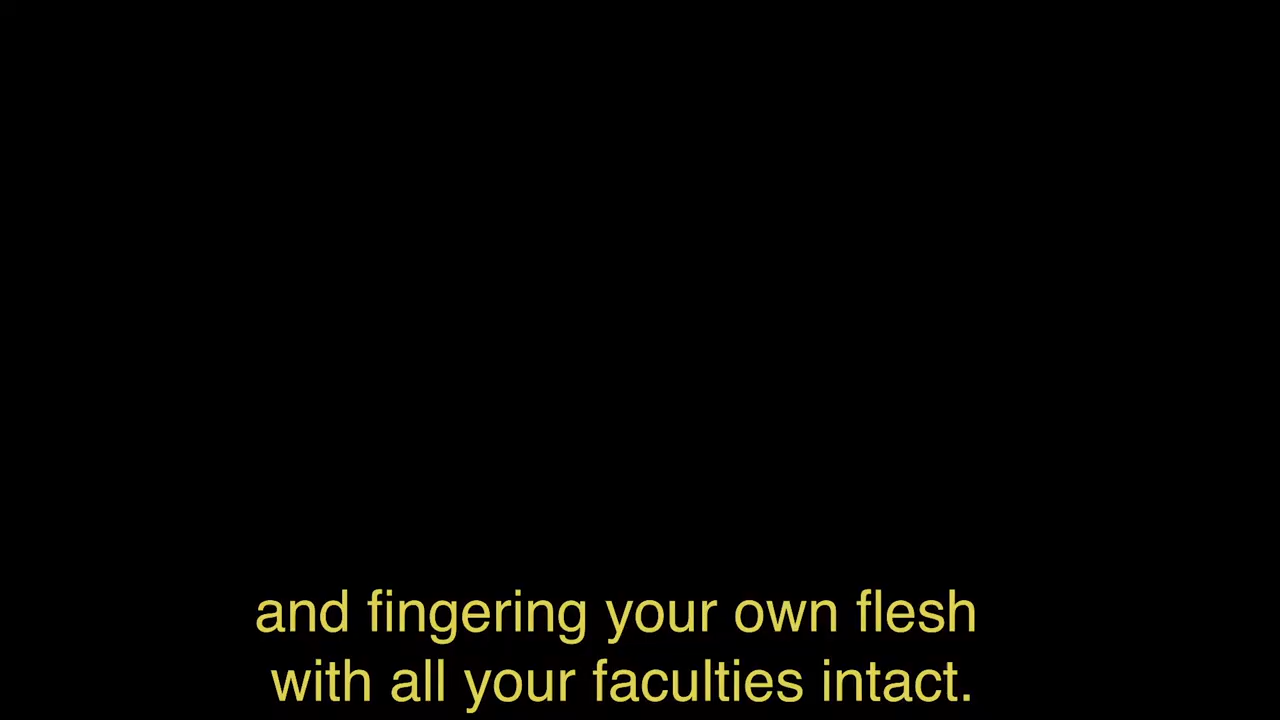 and fingering your own flesh
with all your faculties intact.